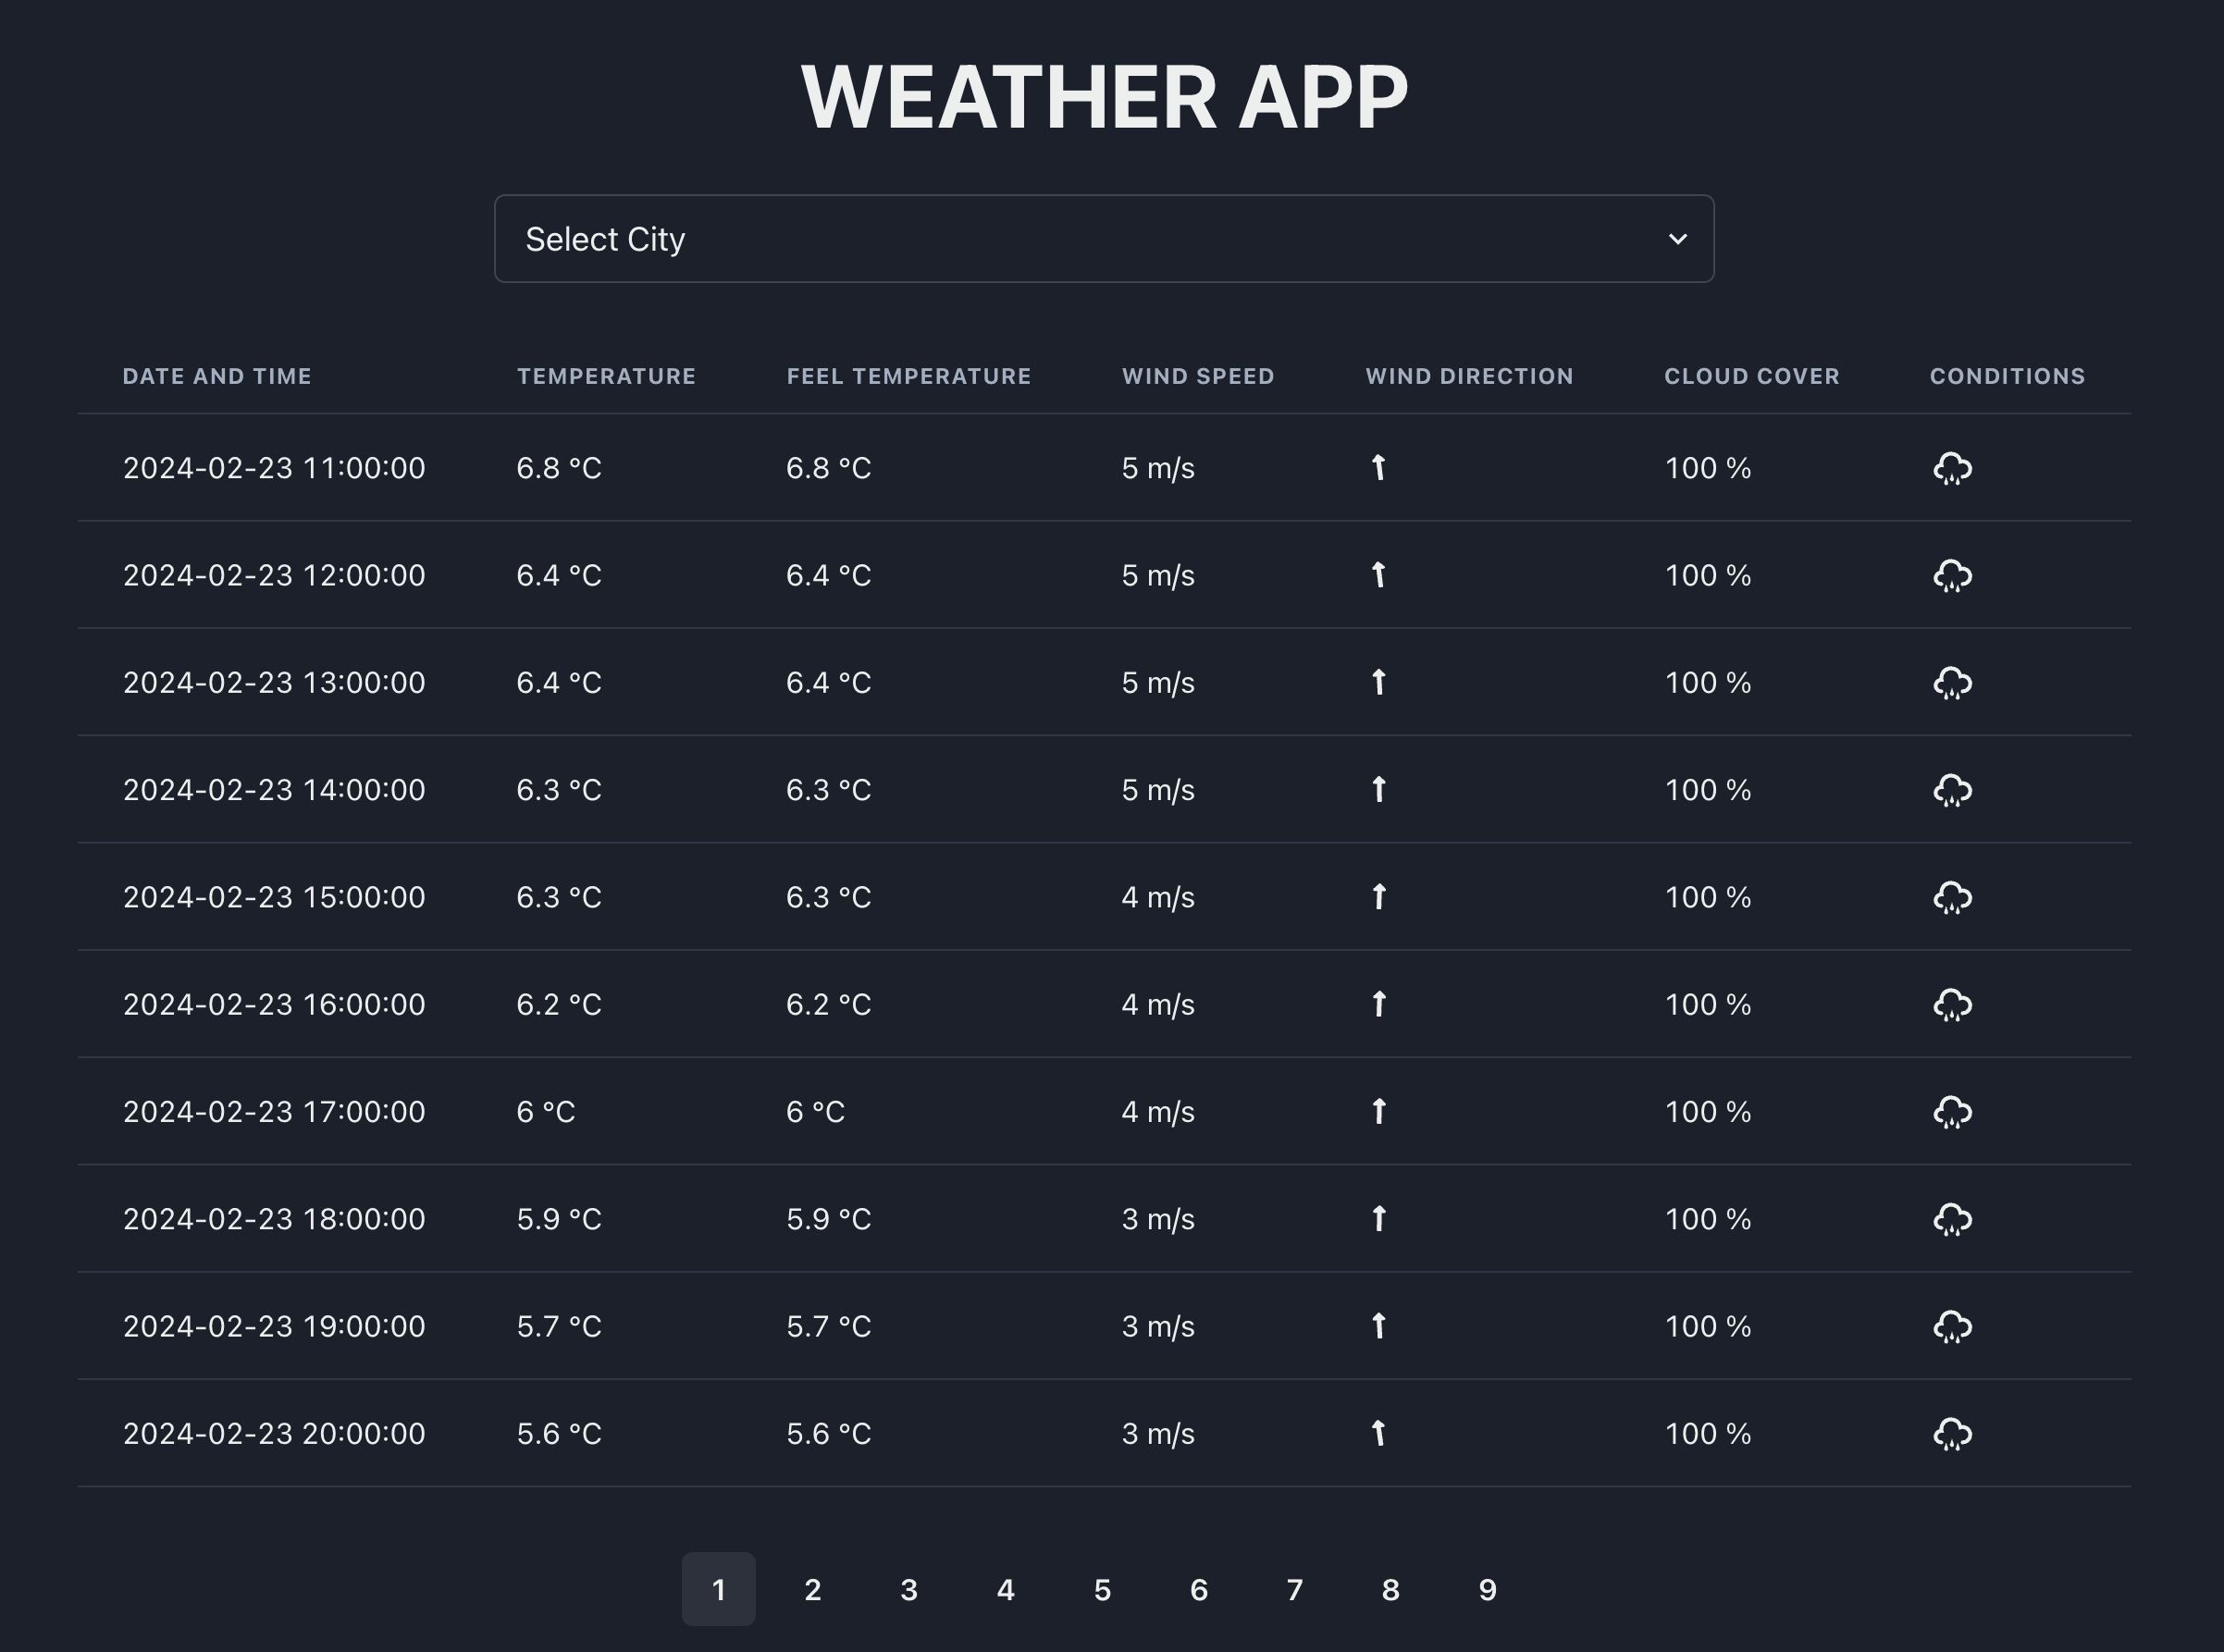 WEATHER APP
Select City
DATE AND TIME TEMPERATURE FEEL TEMPERATURE WIND SPEED WIND DIRECTION CLOUD COVER CONDITIONS
2024-02-23 11:00:00 6.8 °C 6.8 °C 5 m/s 100 %
2024-02-23 12:00:00 6.4 °C 6.4 °C 5 m/s 100 %
2024-02-23 13:00:00 6.4 °C 6.4 °C 5 m/s 100 %
2024-02-23 14:00:00 6.3 °C 6.3 °C 5 m/s 100 %
2024-02-23 15:00:00 6.3 °C 6.3 °C 4 m/s 100 %
2024-02-23 16:00:00 6.2 °C 6.2 °C 4 m/s 100 %
2024-02-23 17:00:00 6 °C 6 °C 4 m/s 100 %
2024-02-23 18:00:00 5.9 °C 5.9 °C 3 m/s 100 %
2024-02-23 19:00:00 5.7 °C 5.7 °C 3 m/s 100 %
2024-02-23 20:00:00 5.6 °C 5.6 °C 3 m/s 100 %
1 2 3 4 5 6 7 8 9